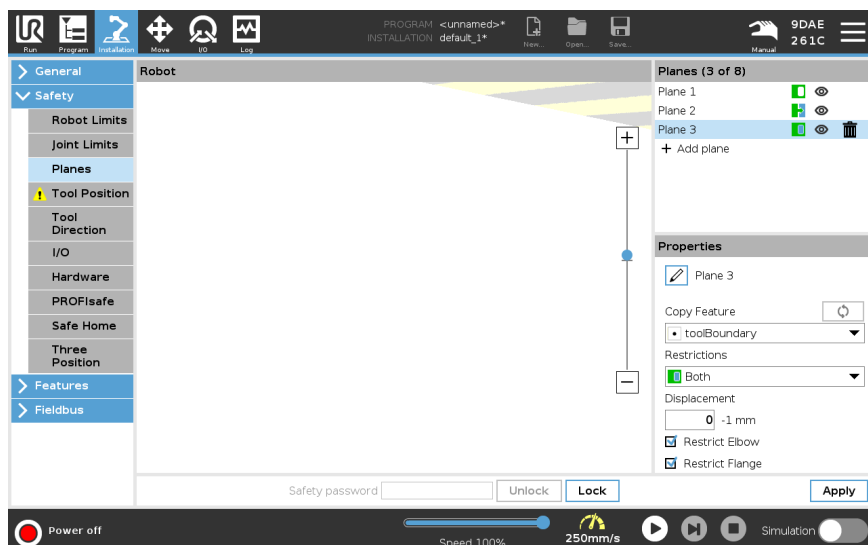 UR
Run
Program
Installation
Move
I/O
Log
PROGRAM <unnamed>*
INSTALLATION default_1*
New...
Open...
Save...
Manual
9DAE
261C
General
Safety
Robot Limits
Joint Limits
Planes
Tool Position
Tool
Direction
I/O
Hardware
PROFIsafe
Safe Home
Three
Position
Features
Fieldbus
Robot
Planes (3 of 8)
Plane 1
Plane 2
Plane 3
+ Add plane
Properties
Plane 3
Copy Feature
toolBoundary
Restrictions
Both
Displacement
0 -1 mm
Restrict Elbow
Restrict Flange
Safety password
Unlock
Lock
Apply
Power off
Speed 100%
250mm/s
Simulation